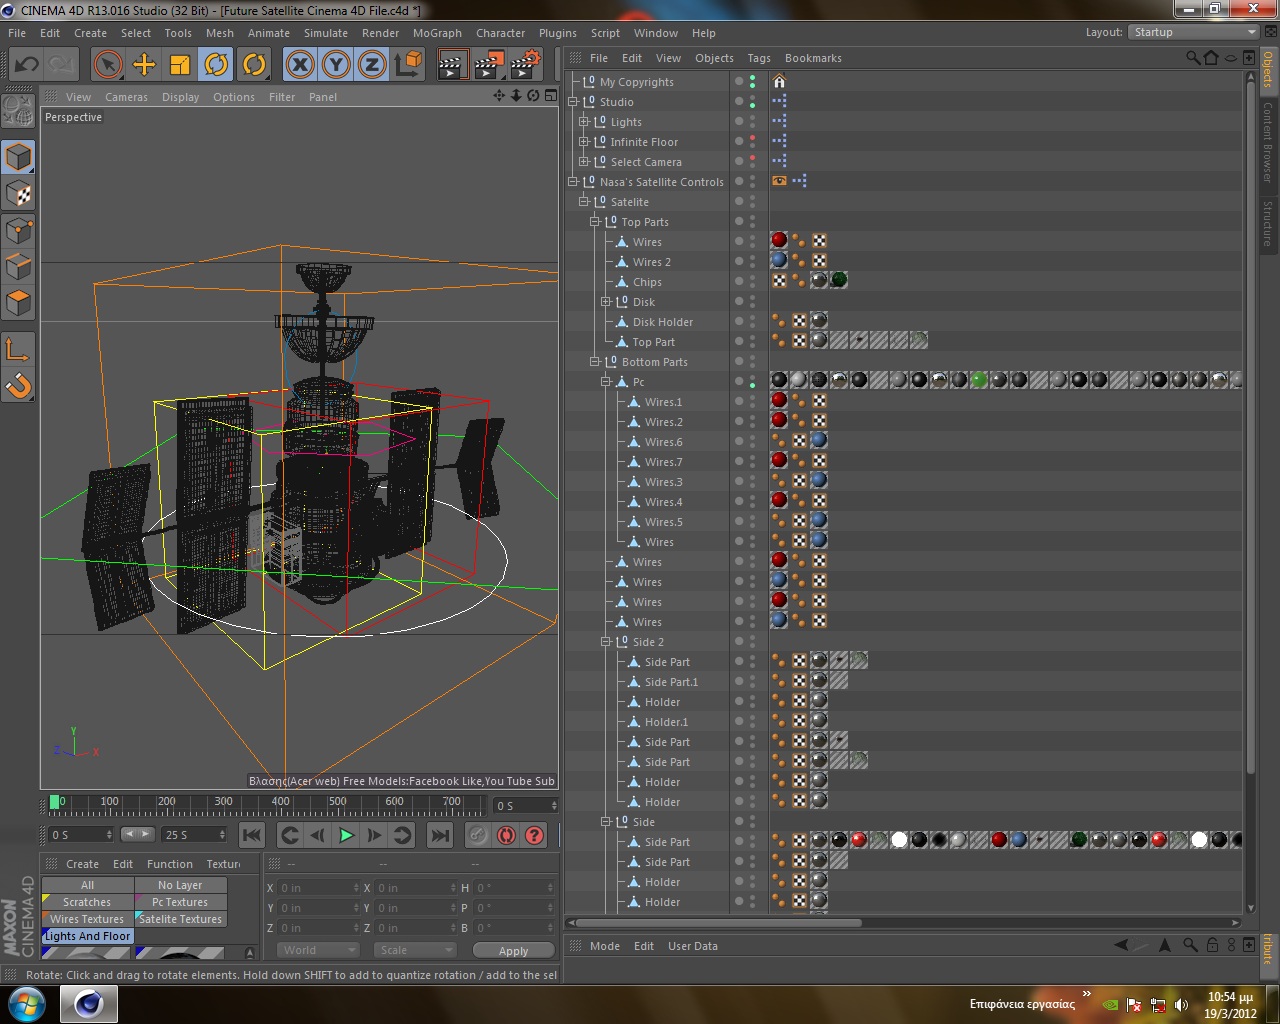 CINEMA 4D R13.016 Studio (32 Bit) - [Future Satellite Cinema 4D File.c4d *]
File Edit Create Select Tools Mesh Animate Simulate Render MoGraph Character Plugins Script Window Help
Layout: Startup
File Edit View Objects Tags Bookmarks
View Cameras Display Options Filter Panel
Perspective
X Y Z
My Copyrights
Studio
Lights
Infinite Floor
Select Camera
Nasa's Satellite Controls
Satelite
Top Parts
Wires
Wires 2
Chips
Disk
Disk Holder
Top Part
Bottom Parts
Pc
Wires.1
Wires.2
Wires.6
Wires.7
Wires.3
Wires.4
Wires.5
Wires
Wires
Wires
Wires
Wires
Side 2
Side Part
Side Part.1
Holder
Holder.1
Side Part
Side Part
Holder
Holder
Side
Side Part
Side Part
Holder
Holder
Objects
Content Browser
Structure
Y
Z X
Βλασης(Acer web) Free Models:Facebook Like,You Tube Sub
0 100 200 300 400 500 600 700
0 S
0 S
25 S
Create Edit Function Textur
-- -- --
All No Layer
Scratches Pc Textures
Wires Textures Satelite Textures
Lights And Floor
X 0 in X 0 in H 0 °
Y 0 in Y 0 in P 0 °
Z 0 in Z 0 in B 0 °
World Scale Apply
MAXON
CINEMA 4D
Mode Edit User Data
Rotate: Click and drag to rotate elements. Hold down SHIFT to add to quantize rotation / add to the sel
Επιφάνεια εργασίας »
10:54 μμ
19/3/2012